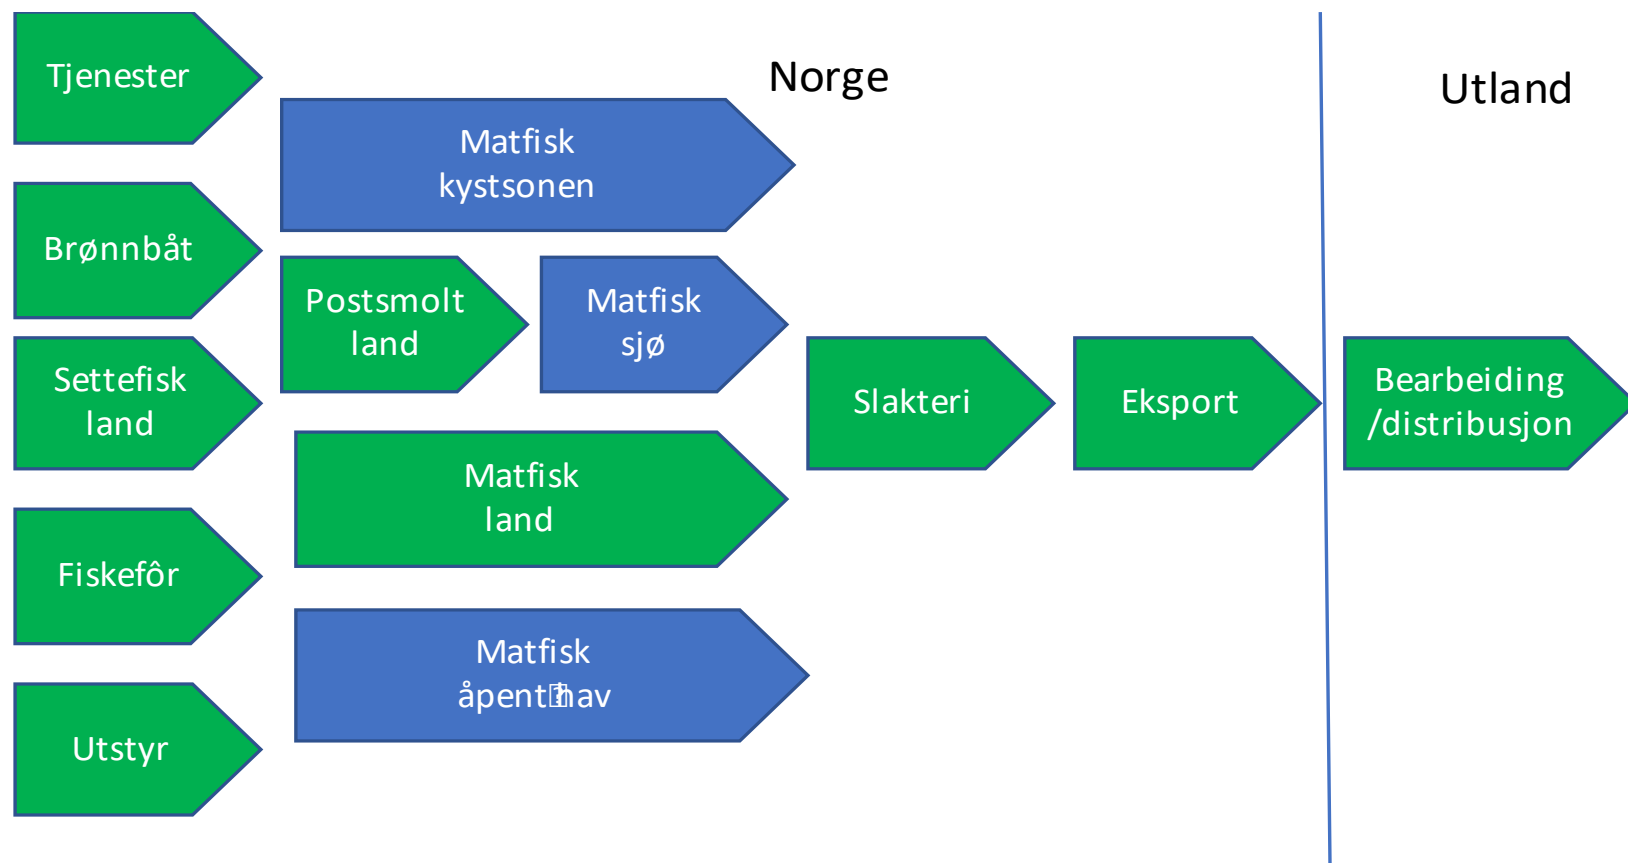 Tjenester
Norge
Utland
Matfisk
kystsonen
Brønnbåt
Postsmolt
land
Matfisk
sjø
Settefisk
land
Slakteri
Eksport
Bearbeiding
/distribusjon
Matfisk
land
Fiskefôr
Matfisk
åpent hav
Utstyr